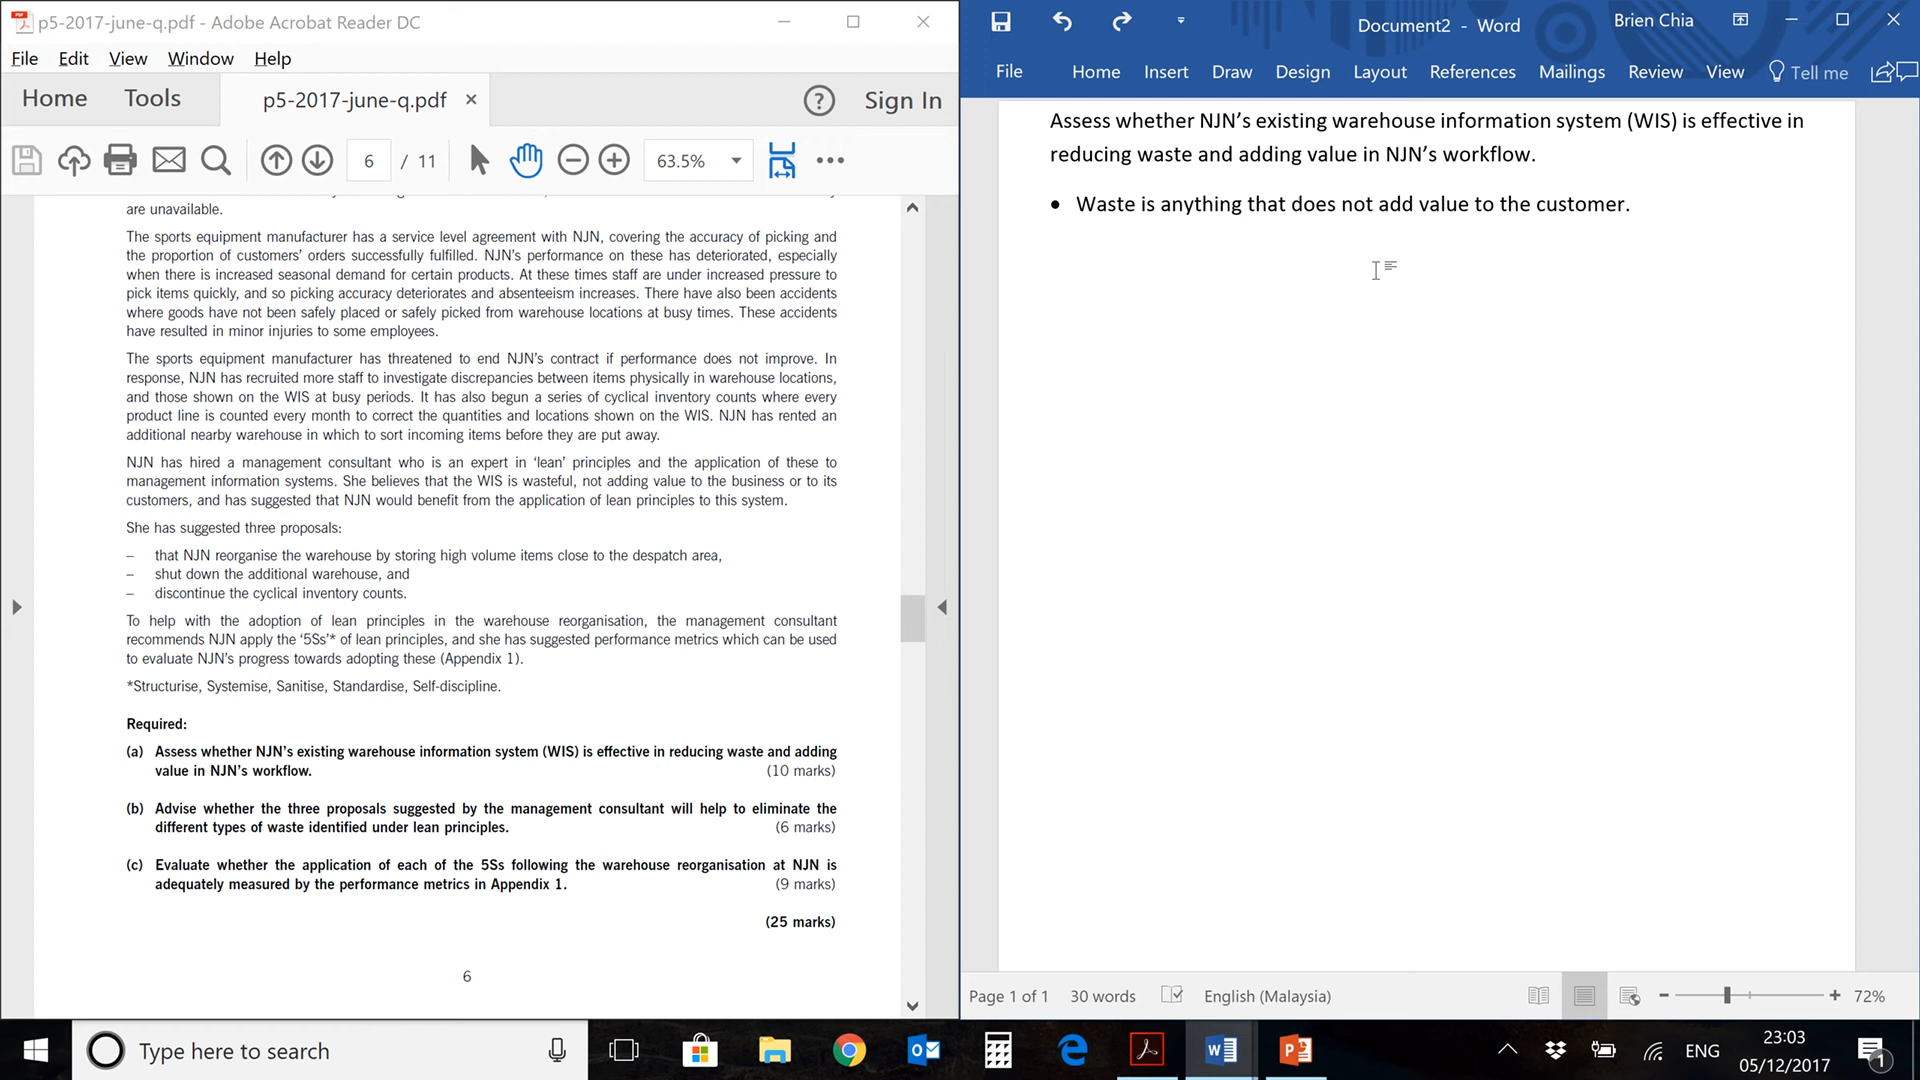 p5-2017-june-q.pdf - Adobe Acrobat Reader DC
File Edit View Window Help
Home Tools p5-2017-june-q.pdf × Sign In
6 / 11 63.5%
are unavailable.
The sports equipment manufacturer has a service level agreement with NJN, covering the accuracy of picking and
the proportion of customers' orders successfully fulfilled. NJN's performance on these has deteriorated, especially
when there is increased seasonal demand for certain products. At these times staff are under increased pressure to
pick items quickly, and so picking accuracy deteriorates and absenteeism increases. There have also been accidents
where goods have not been safely placed or safely picked from warehouse locations at busy times. These accidents
have resulted in minor injuries to some employees.
The sports equipment manufacturer has threatened to end NJN's contract if performance does not improve. In
response, NJN has recruited more staff to investigate discrepancies between items physically in warehouse locations,
and those shown on the WIS at busy periods. It has also begun a series of cyclical inventory counts where every
product line is counted every month to correct the quantities and locations shown on the WIS. NJN has rented an
additional nearby warehouse in which to sort incoming items before they are put away.
NJN has hired a management consultant who is an expert in 'lean' principles and the application of these to
management information systems. She believes that the WIS is wasteful, not adding value to the business or to its
customers, and has suggested that NJN would benefit from the application of lean principles to this system.
She has suggested three proposals:
– that NJN reorganise the warehouse by storing high volume items close to the despatch area,
– shut down the additional warehouse, and
– discontinue the cyclical inventory counts.
To help with the adoption of lean principles in the warehouse reorganisation, the management consultant
recommends NJN apply the '5Ss'* of lean principles, and she has suggested performance metrics which can be used
to evaluate NJN's progress towards adopting these (Appendix 1).
*Structurise, Systemise, Sanitise, Standardise, Self-discipline.
Required:
(a) Assess whether NJN's existing warehouse information system (WIS) is effective in reducing waste and adding
value in NJN's workflow. (10 marks)
(b) Advise whether the three proposals suggested by the management consultant will help to eliminate the
different types of waste identified under lean principles. (6 marks)
(c) Evaluate whether the application of each of the 5Ss following the warehouse reorganisation at NJN is
adequately measured by the performance metrics in Appendix 1. (9 marks)
(25 marks)
6
Document2 - Word Brien Chia
File Home Insert Draw Design Layout References Mailings Review View Tell me
Assess whether NJN's existing warehouse information system (WIS) is effective in
reducing waste and adding value in NJN's workflow.
• Waste is anything that does not add value to the customer.
Page 1 of 1 30 words English (Malaysia) 72%
Type here to search
ENG
23:03
05/12/2017
1